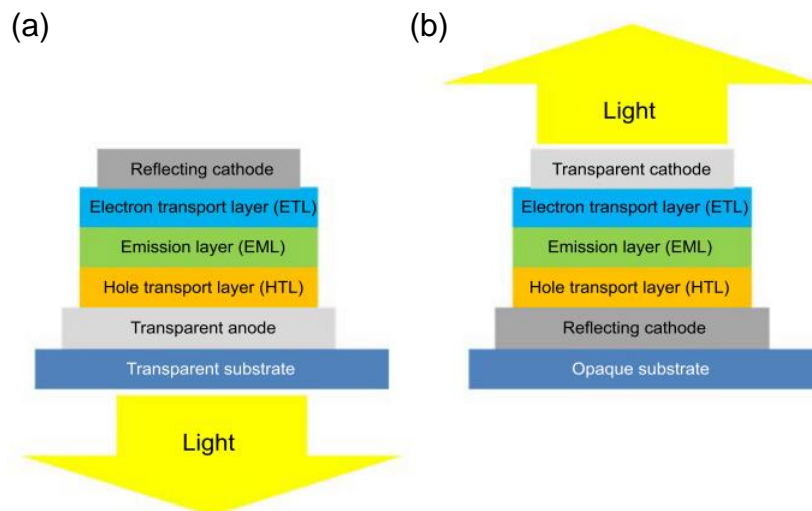 (a)
Reflecting cathode
Electron transport layer (ETL)
Emission layer (EML)
Hole transport layer (HTL)
Transparent anode
Transparent substrate
Light
(b)
Light
Transparent cathode
Electron transport layer (ETL)
Emission layer (EML)
Hole transport layer (HTL)
Reflecting cathode
Opaque substrate